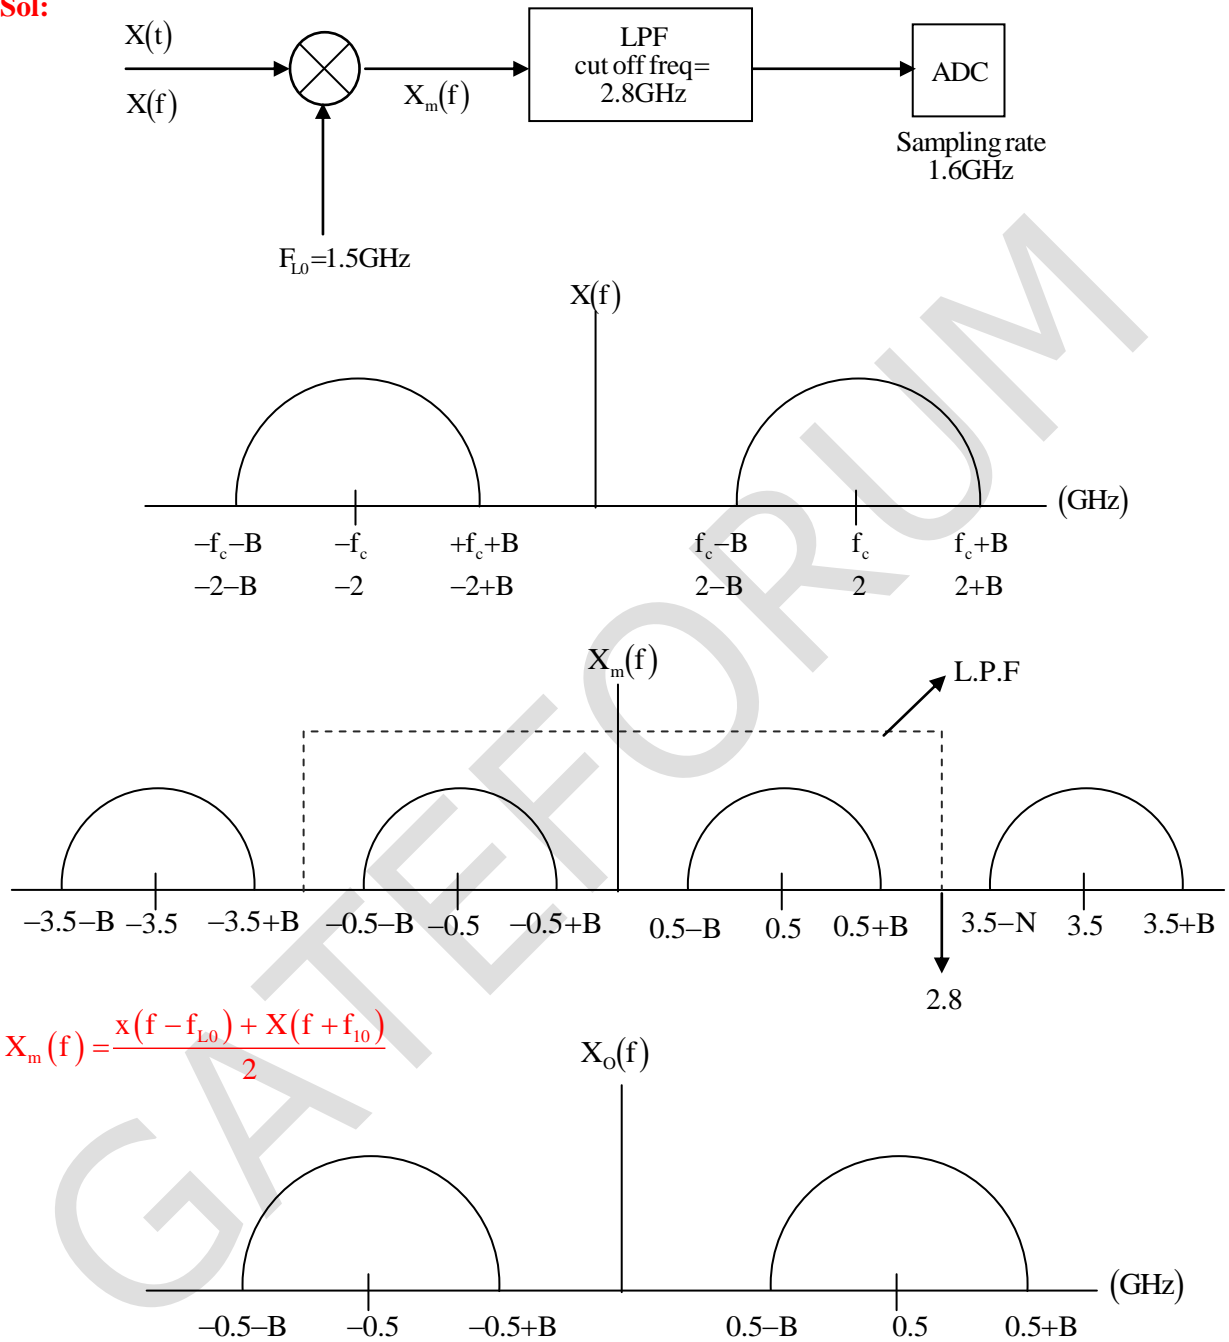 Sol:
X(t)
X(f)
X_m(f)
LPF
cut off freq=
2.8GHz
ADC
Sampling rate
1.6GHz
F_L0=1.5GHz
X(f)
(GHz)
−f_c−B −f_c +f_c+B f_c−B f_c f_c+B
−2−B −2 −2+B 2−B 2 2+B
X_m(f)
L.P.F
−3.5−B −3.5 −3.5+B −0.5−B −0.5 −0.5+B 0.5−B 0.5 0.5+B 3.5−N 3.5 3.5+B
2.8
X_m(f) = (x(f−f_L0) + X(f+f_10))/2
X_O(f)
(GHz)
−0.5−B −0.5 −0.5+B 0.5−B 0.5 0.5+B
GATEFORUM